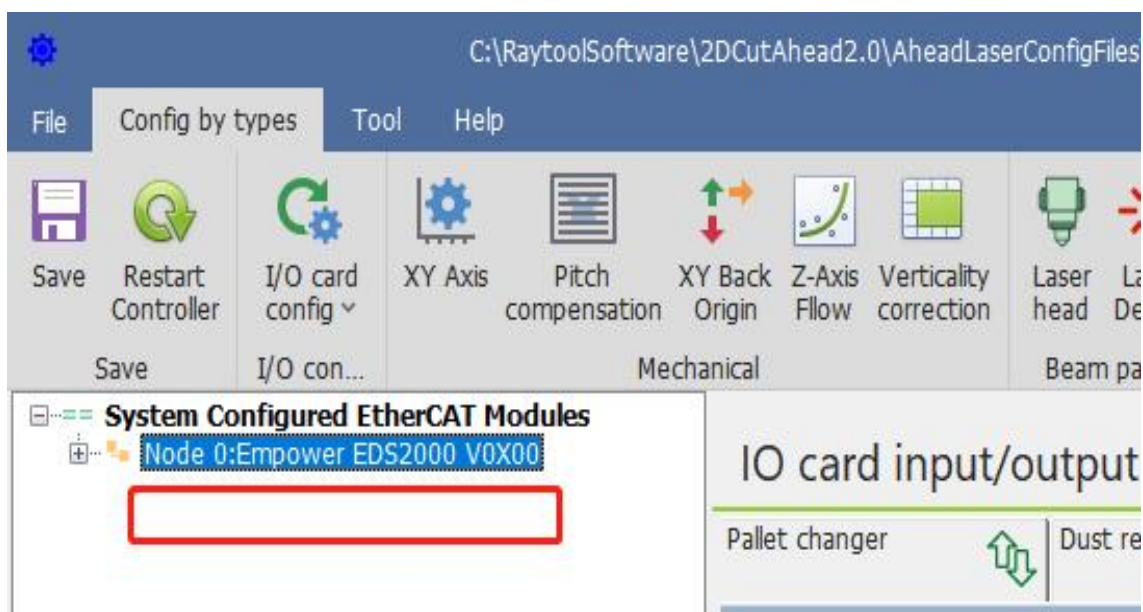 C:\RaytoolSoftware\2DCutAhead2.0\AheadLaserConfigFiles
File Config by types Tool Help
Save Restart Controller I/O card config XY Axis Pitch compensation XY Back Origin Z-Axis Fllow Verticality correction Laser head
Save I/O con... Mechanical Beam
System Configured EtherCAT Modules
Node 0:Empower EDS2000 V0X00
IO card input/output
Pallet changer Dust